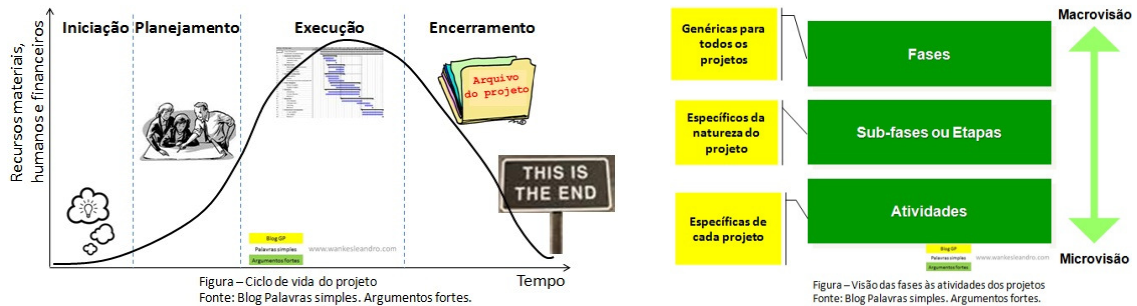 Iniciação
Planejamento
Execução
Encerramento
Recursos materiais,
humanos e financeiros
Arquivo
do projeto
THIS IS
THE END
Blog GP
Palavras simples
Argumentos fortes
www.wankesleandro.com
Tempo
Figura – Ciclo de vida do projeto
Fonte: Blog Palavras simples. Argumentos fortes.
Macrovisão
Genéricas para
todos os
projetos
Fases
Específicos da
natureza do
projeto
Sub-fases ou Etapas
Específicas de
cada projeto
Atividades
Blog GP
Palavras simples
Argumentos fortes
www.wankesleandro.com
Microvisão
Figura – Visão das fases às atividades dos projetos
Fonte: Blog Palavras simples. Argumentos fortes.